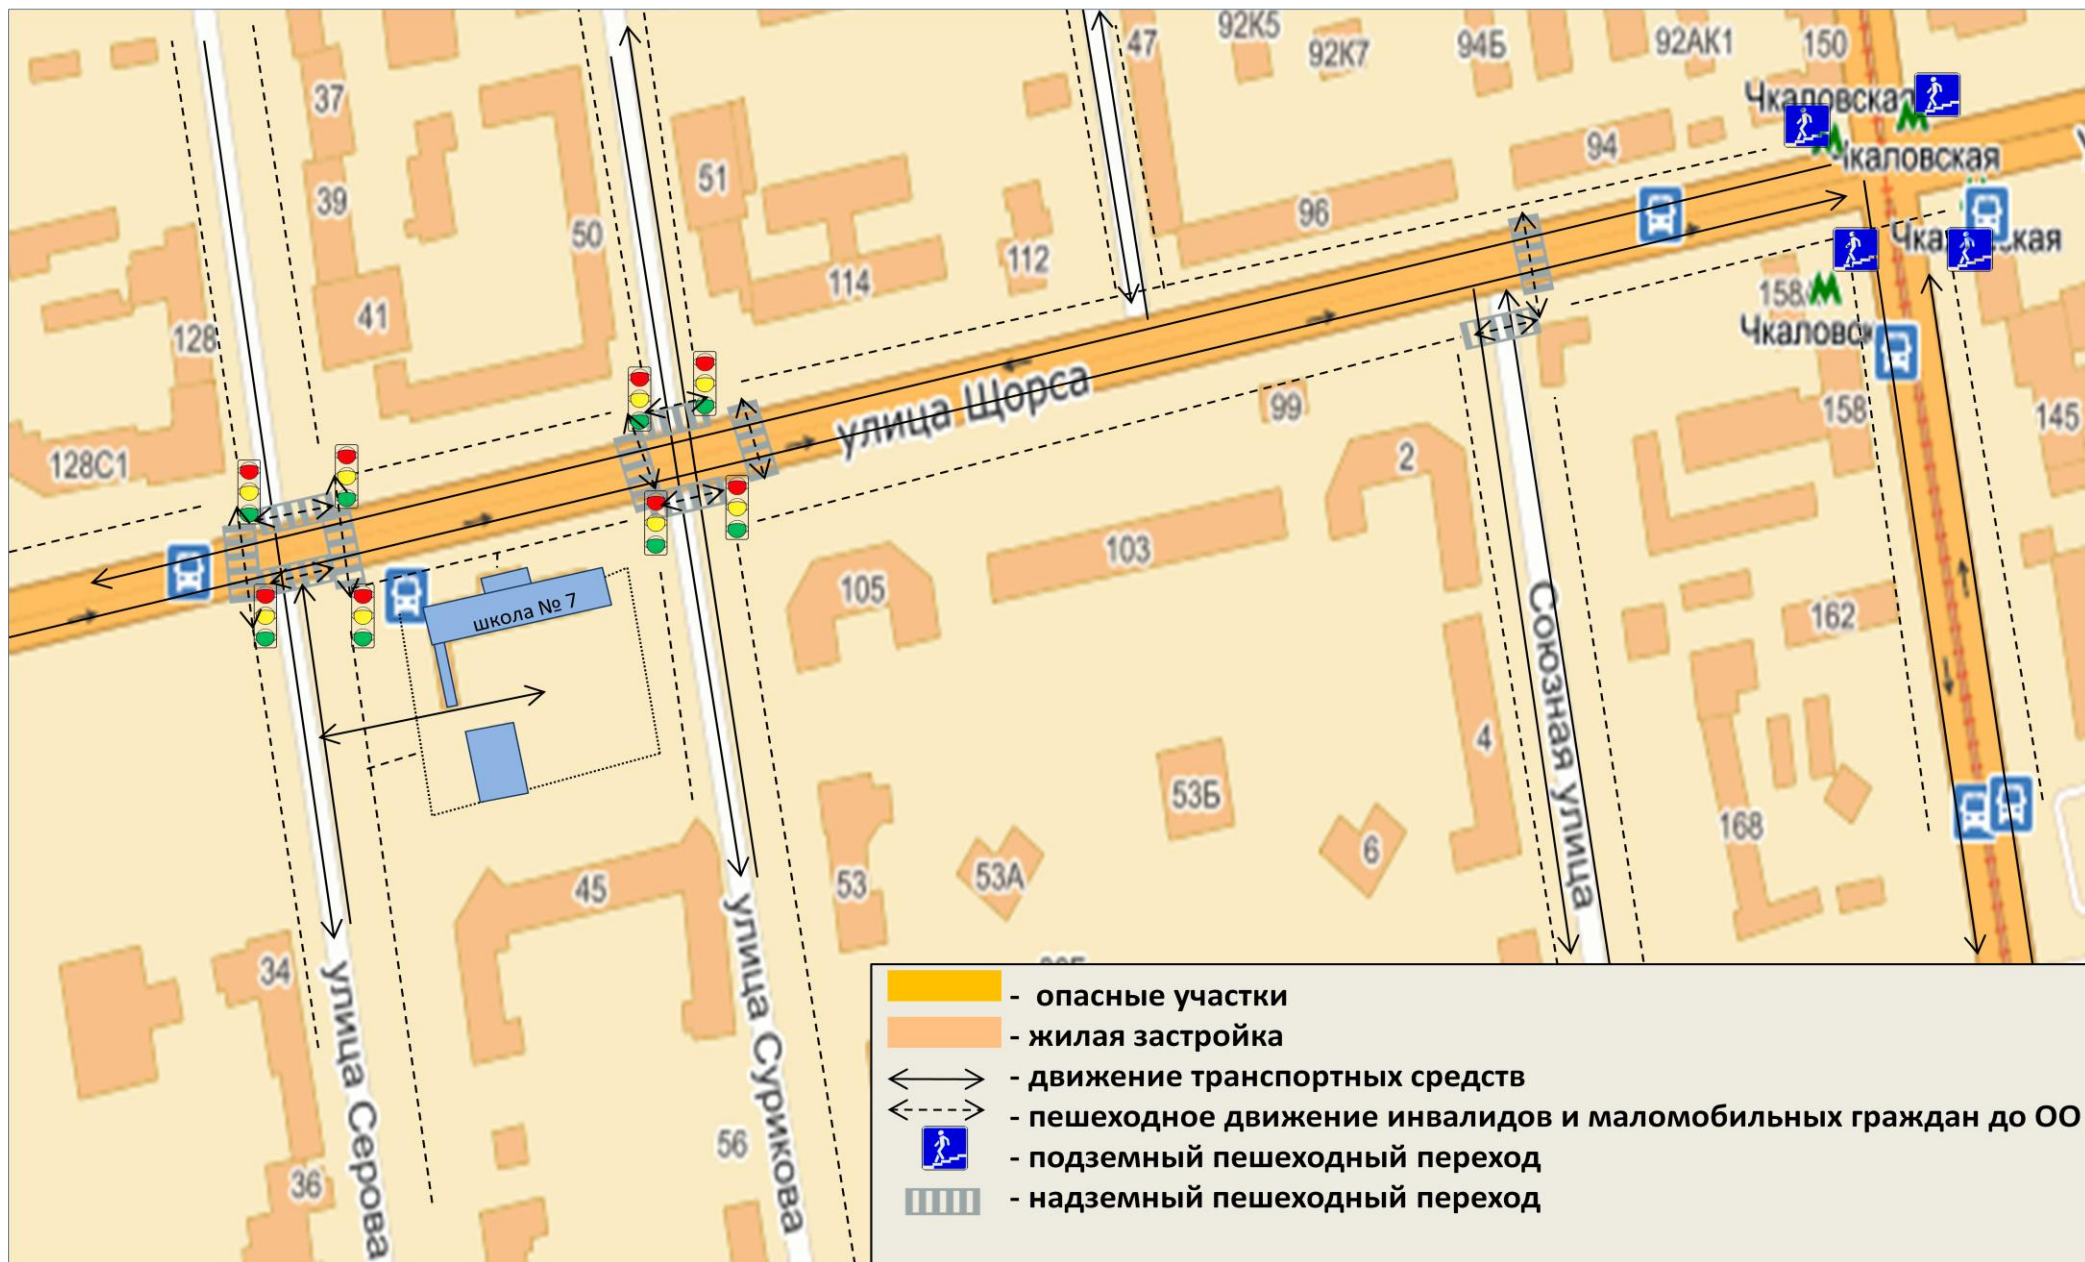 47
92К5
92К7
94Б
92АК1
150
37
Чкаловская
94
Чкаловская
51
39
96
50
112
114
128
41
158
Чкаловск
улица Щорса
99
2
158
145
128С1
103
105
школа № 7
Союзная улица
162
4
53Б
6
168
53
53А
45
34
улица Серова
улица Сурикова
56
36
- опасные участки
- жилая застройка
- движение транспортных средств
- пешеходное движение инвалидов и маломобильных граждан до ОО
- подземный пешеходный переход
- надземный пешеходный переход